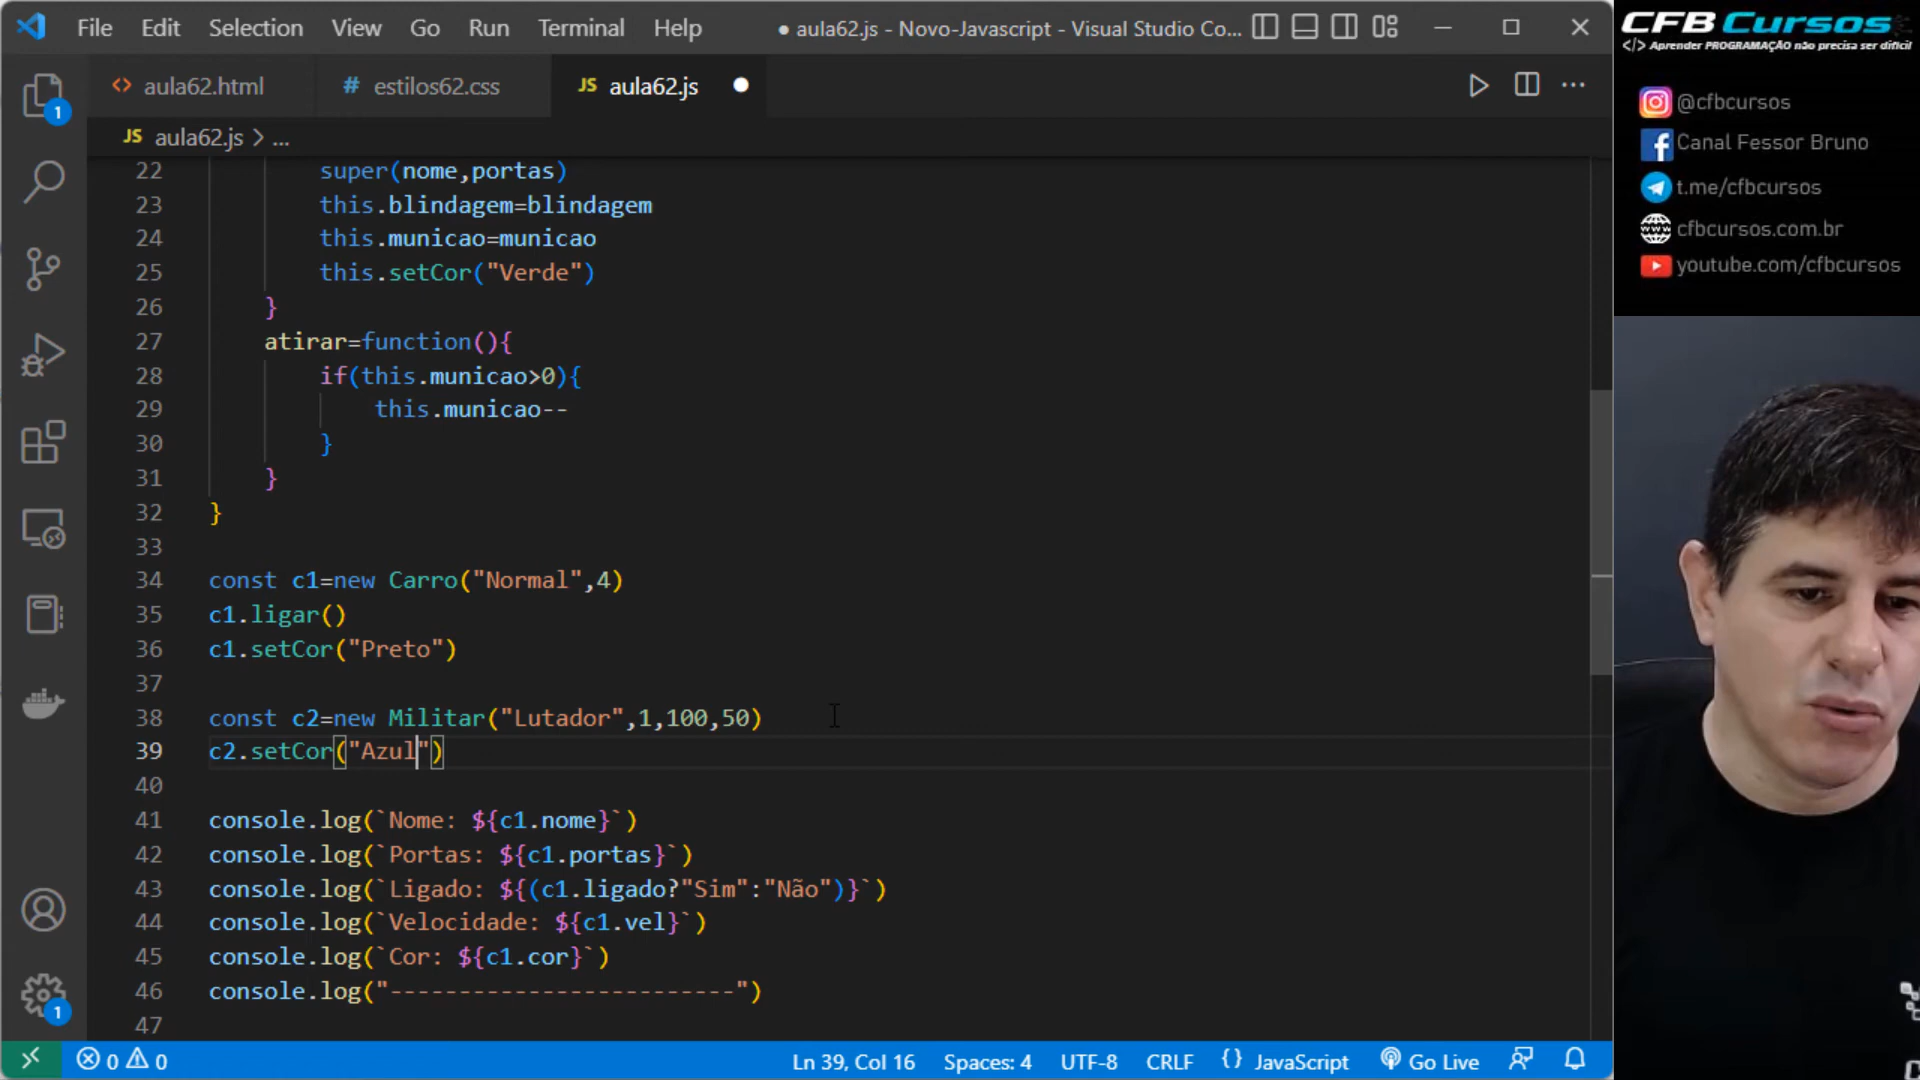 File Edit Selection View Go Run Terminal Help ● aula62.js - Novo-Javascript - Visual Studio Co...
<> aula62.html # estilos62.css JS aula62.js
JS aula62.js > ...
22 super(nome,portas)
23 this.blindagem=blindagem
24 this.municao=municao
25 this.setCor("Verde")
26 }
27 atirar=function(){
28 if(this.municao>0){
29 this.municao--
30 }
31 }
32 }
33
34 const c1=new Carro("Normal",4)
35 c1.ligar()
36 c1.setCor("Preto")
37
38 const c2=new Militar("Lutador",1,100,50)
39 c2.setCor("Azul")
40
41 console.log(`Nome: ${c1.nome}`)
42 console.log(`Portas: ${c1.portas}`)
43 console.log(`Ligado: ${(c1.ligado?"Sim":"Não")}`)
44 console.log(`Velocidade: ${c1.vel}`)
45 console.log(`Cor: ${c1.cor}`)
46 console.log("-------------------------")
47
1
1
0 0 Ln 39, Col 16 Spaces: 4 UTF-8 CRLF {} JavaScript Go Live
CFB Cursos
</> Aprender PROGRAMAÇÃO não precisa ser difícil
@cfbcursos
Canal Fessor Bruno
t.me/cfbcursos
cfbcursos.com.br
youtube.com/cfbcursos